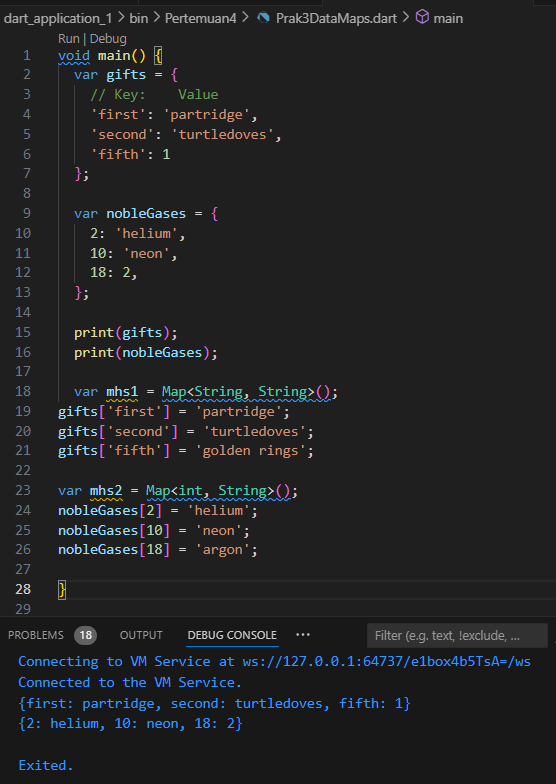 dart_application_1 > bin > Pertemuan4 > Prak3DataMaps.dart > main
Run | Debug
1 void main() {
2   var gifts = {
3     // Key:    Value
4     'first': 'partridge',
5     'second': 'turtledoves',
6     'fifth': 1
7   };
8
9   var nobleGases = {
10     2: 'helium',
11     10: 'neon',
12     18: 2,
13   };
14
15   print(gifts);
16   print(nobleGases);
17
18   var mhs1 = Map<String, String>();
19 gifts['first'] = 'partridge';
20 gifts['second'] = 'turtledoves';
21 gifts['fifth'] = 'golden rings';
22
23 var mhs2 = Map<int, String>();
24 nobleGases[2] = 'helium';
25 nobleGases[10] = 'neon';
26 nobleGases[18] = 'argon';
27
28 }
29
PROBLEMS 18 OUTPUT DEBUG CONSOLE ··· Filter (e.g. text, !exclude, ...
Connecting to VM Service at ws://127.0.0.1:64737/e1box4b5TsA=/ws
Connected to the VM Service.
{first: partridge, second: turtledoves, fifth: 1}
{2: helium, 10: neon, 18: 2}
Exited.